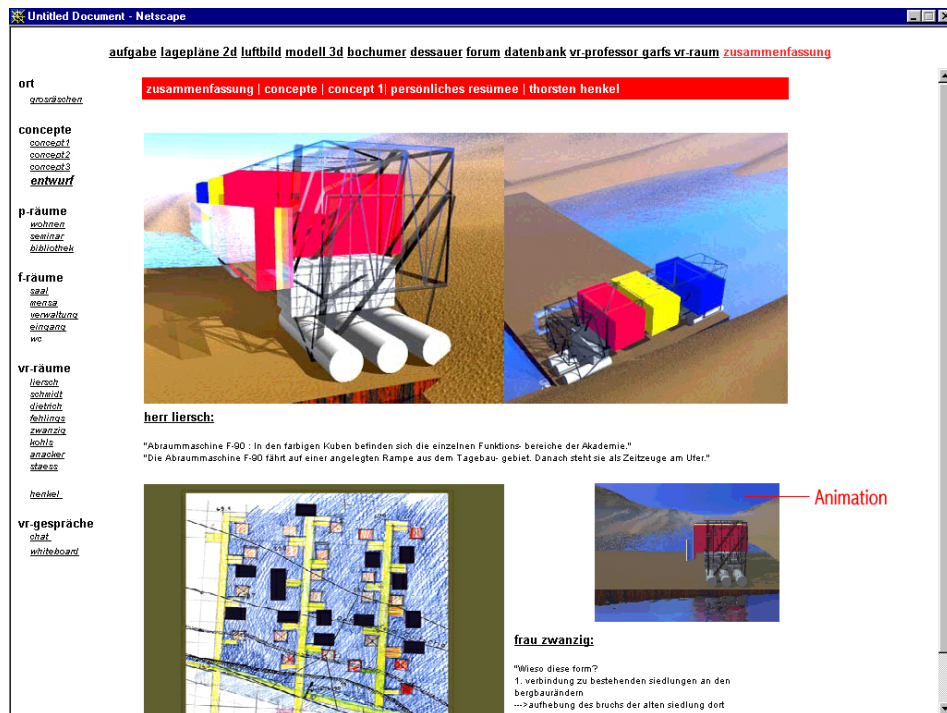 Untitled Document - Netscape
aufgabe lagepläne 2d luftbild modell 3d bochumer dessauer forum datenbank vr-professor garfs vr-raum zusammenfassung
ort
grosräschen
concepte
concept1
concept2
concept3
entwurf
p-räume
wohnen
seminar
bibliothek
f-räume
saal
mensa
verwaltung
eingang
wc
vr-räume
liersch
schmidt
dietrich
fehlings
zwanzig
kohls
anacker
staess
henkel
vr-gespräche
chat
whiteboard
zusammenfassung | concepte | concept 1| persönliches resümee | thorsten henkel
herr liersch:
"Abraummaschine F-90 : In den farbigen Kuben befinden sich die einzelnen Funktions- bereiche der Akademie."
"Die Abraummaschine F-90 fährt auf einer angelegten Rampe aus dem Tagebau- gebiet. Danach steht sie als Zeitzeuge am Ufer."
Animation
frau zwanzig:
"Wieso diese form?
1. verbindung zu bestehenden siedlungen an den
bergbaurändern
--->aufhebung des bruchs der alten siedlung dort